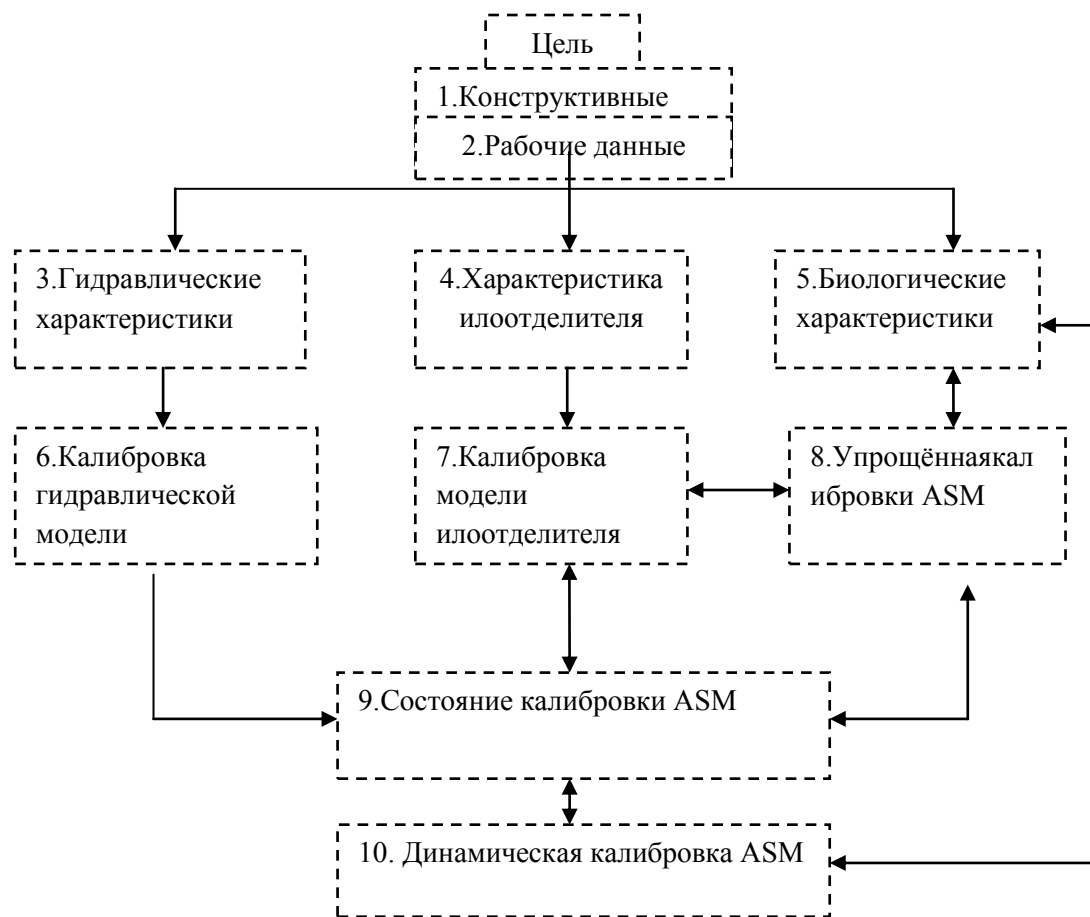 Цель
1.Конструктивные
2.Рабочие данные
3.Гидравлические
характеристики
4.Характеристика
илоотделителя
5.Биологические
характеристики
6.Калибровка
гидравлической
модели
7.Калибровка
модели
илоотделителя
8.Упрощённаякал
ибровки ASM
9.Состояние калибровки ASM
10. Динамическая калибровка ASM